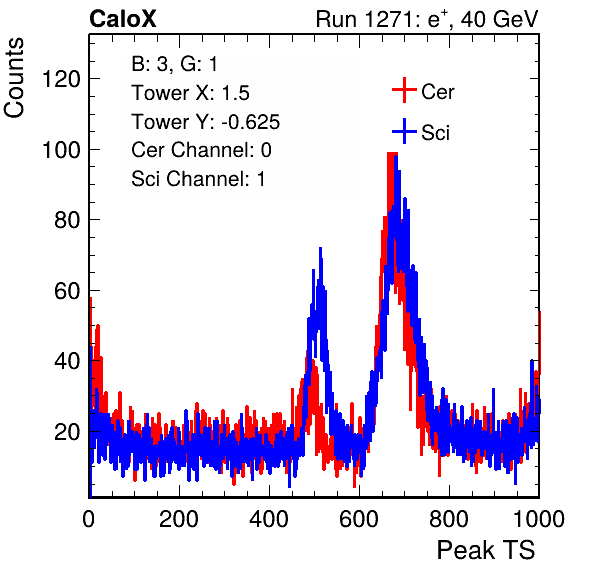 CaloX Run 1271: e⁺, 40 GeV
Counts
B: 3, G: 1
Tower X: 1.5
Tower Y: -0.625
Cer Channel: 0
Sci Channel: 1
Cer
Sci
120
100
80
60
40
20
0 200 400 600 800 1000
Peak TS